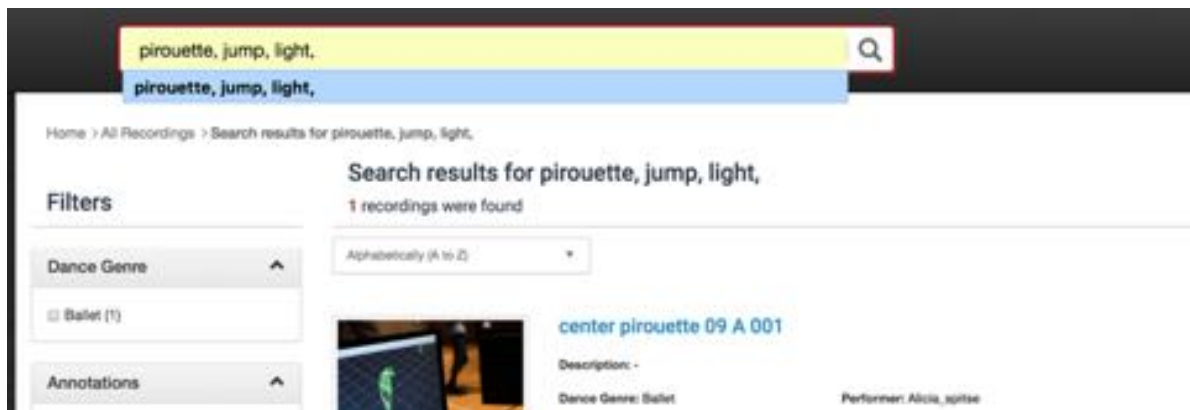 pirouette, jump, light,
pirouette, jump, light,
Home > All Recordings > Search results for pirouette, jump, light,
Search results for pirouette, jump, light,
Filters
1 recordings were found
Alphabetically (A to Z)
Dance Genre
Ballet (1)
center pirouette 09 A 001
Description: -
Annotations
Dance Genre: Ballet
Performer: Alicia_spitse